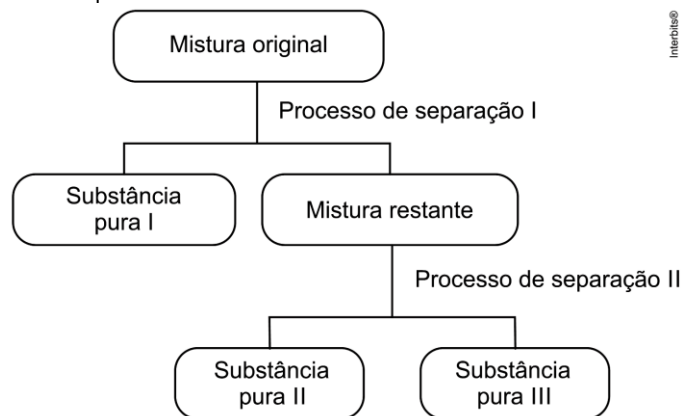 Mistura original
Interbits®
Processo de separação I
Substância
pura I
Mistura restante
Processo de separação II
Substância
pura II
Substância
pura III